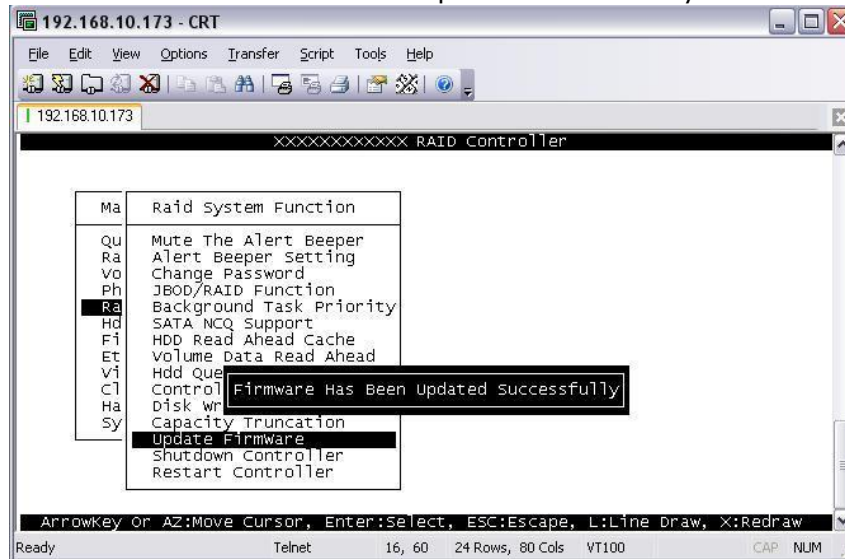 192.168.10.173 - CRT
File Edit View Options Transfer Script Tools Help
192.168.10.173
XXXXXXXXXXXX RAID Controller
Ma
Raid System Function
Qu
Mute The Alert Beeper
Ra
Alert Beeper Setting
Vo
Change Password
Ph
JBOD/RAID Function
Ra
Background Task Priority
Hd
SATA NCQ Support
Fi
HDD Read Ahead Cache
Et
Volume Data Read Ahead
Vi
Hdd Que
Cl
Control
Firmware Has Been Updated Successfully
Ha
Disk Wr
Sy
Capacity Truncation
Update FirmWare
Shutdown Controller
Restart Controller
ArrowKey Or AZ:Move Cursor, Enter:Select, ESC:Escape, L:Line Draw, X:Redraw
Ready Telnet 16, 60 24 Rows, 80 Cols VT100 CAP NUM